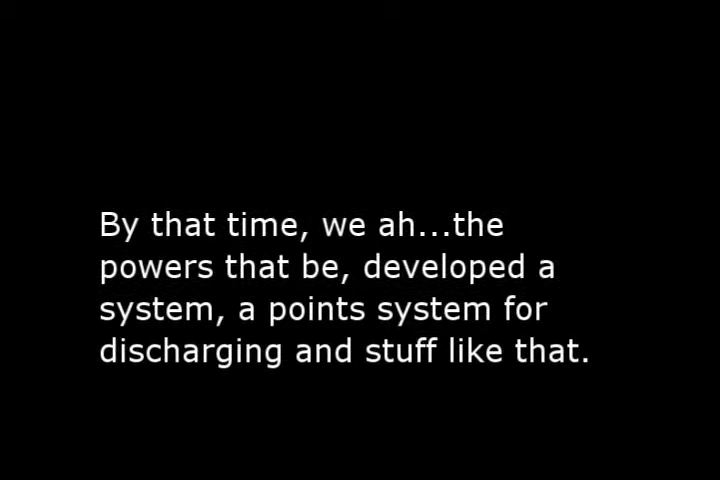 By that time, we ah...the
powers that be, developed a
system, a points system for
discharging and stuff like that.